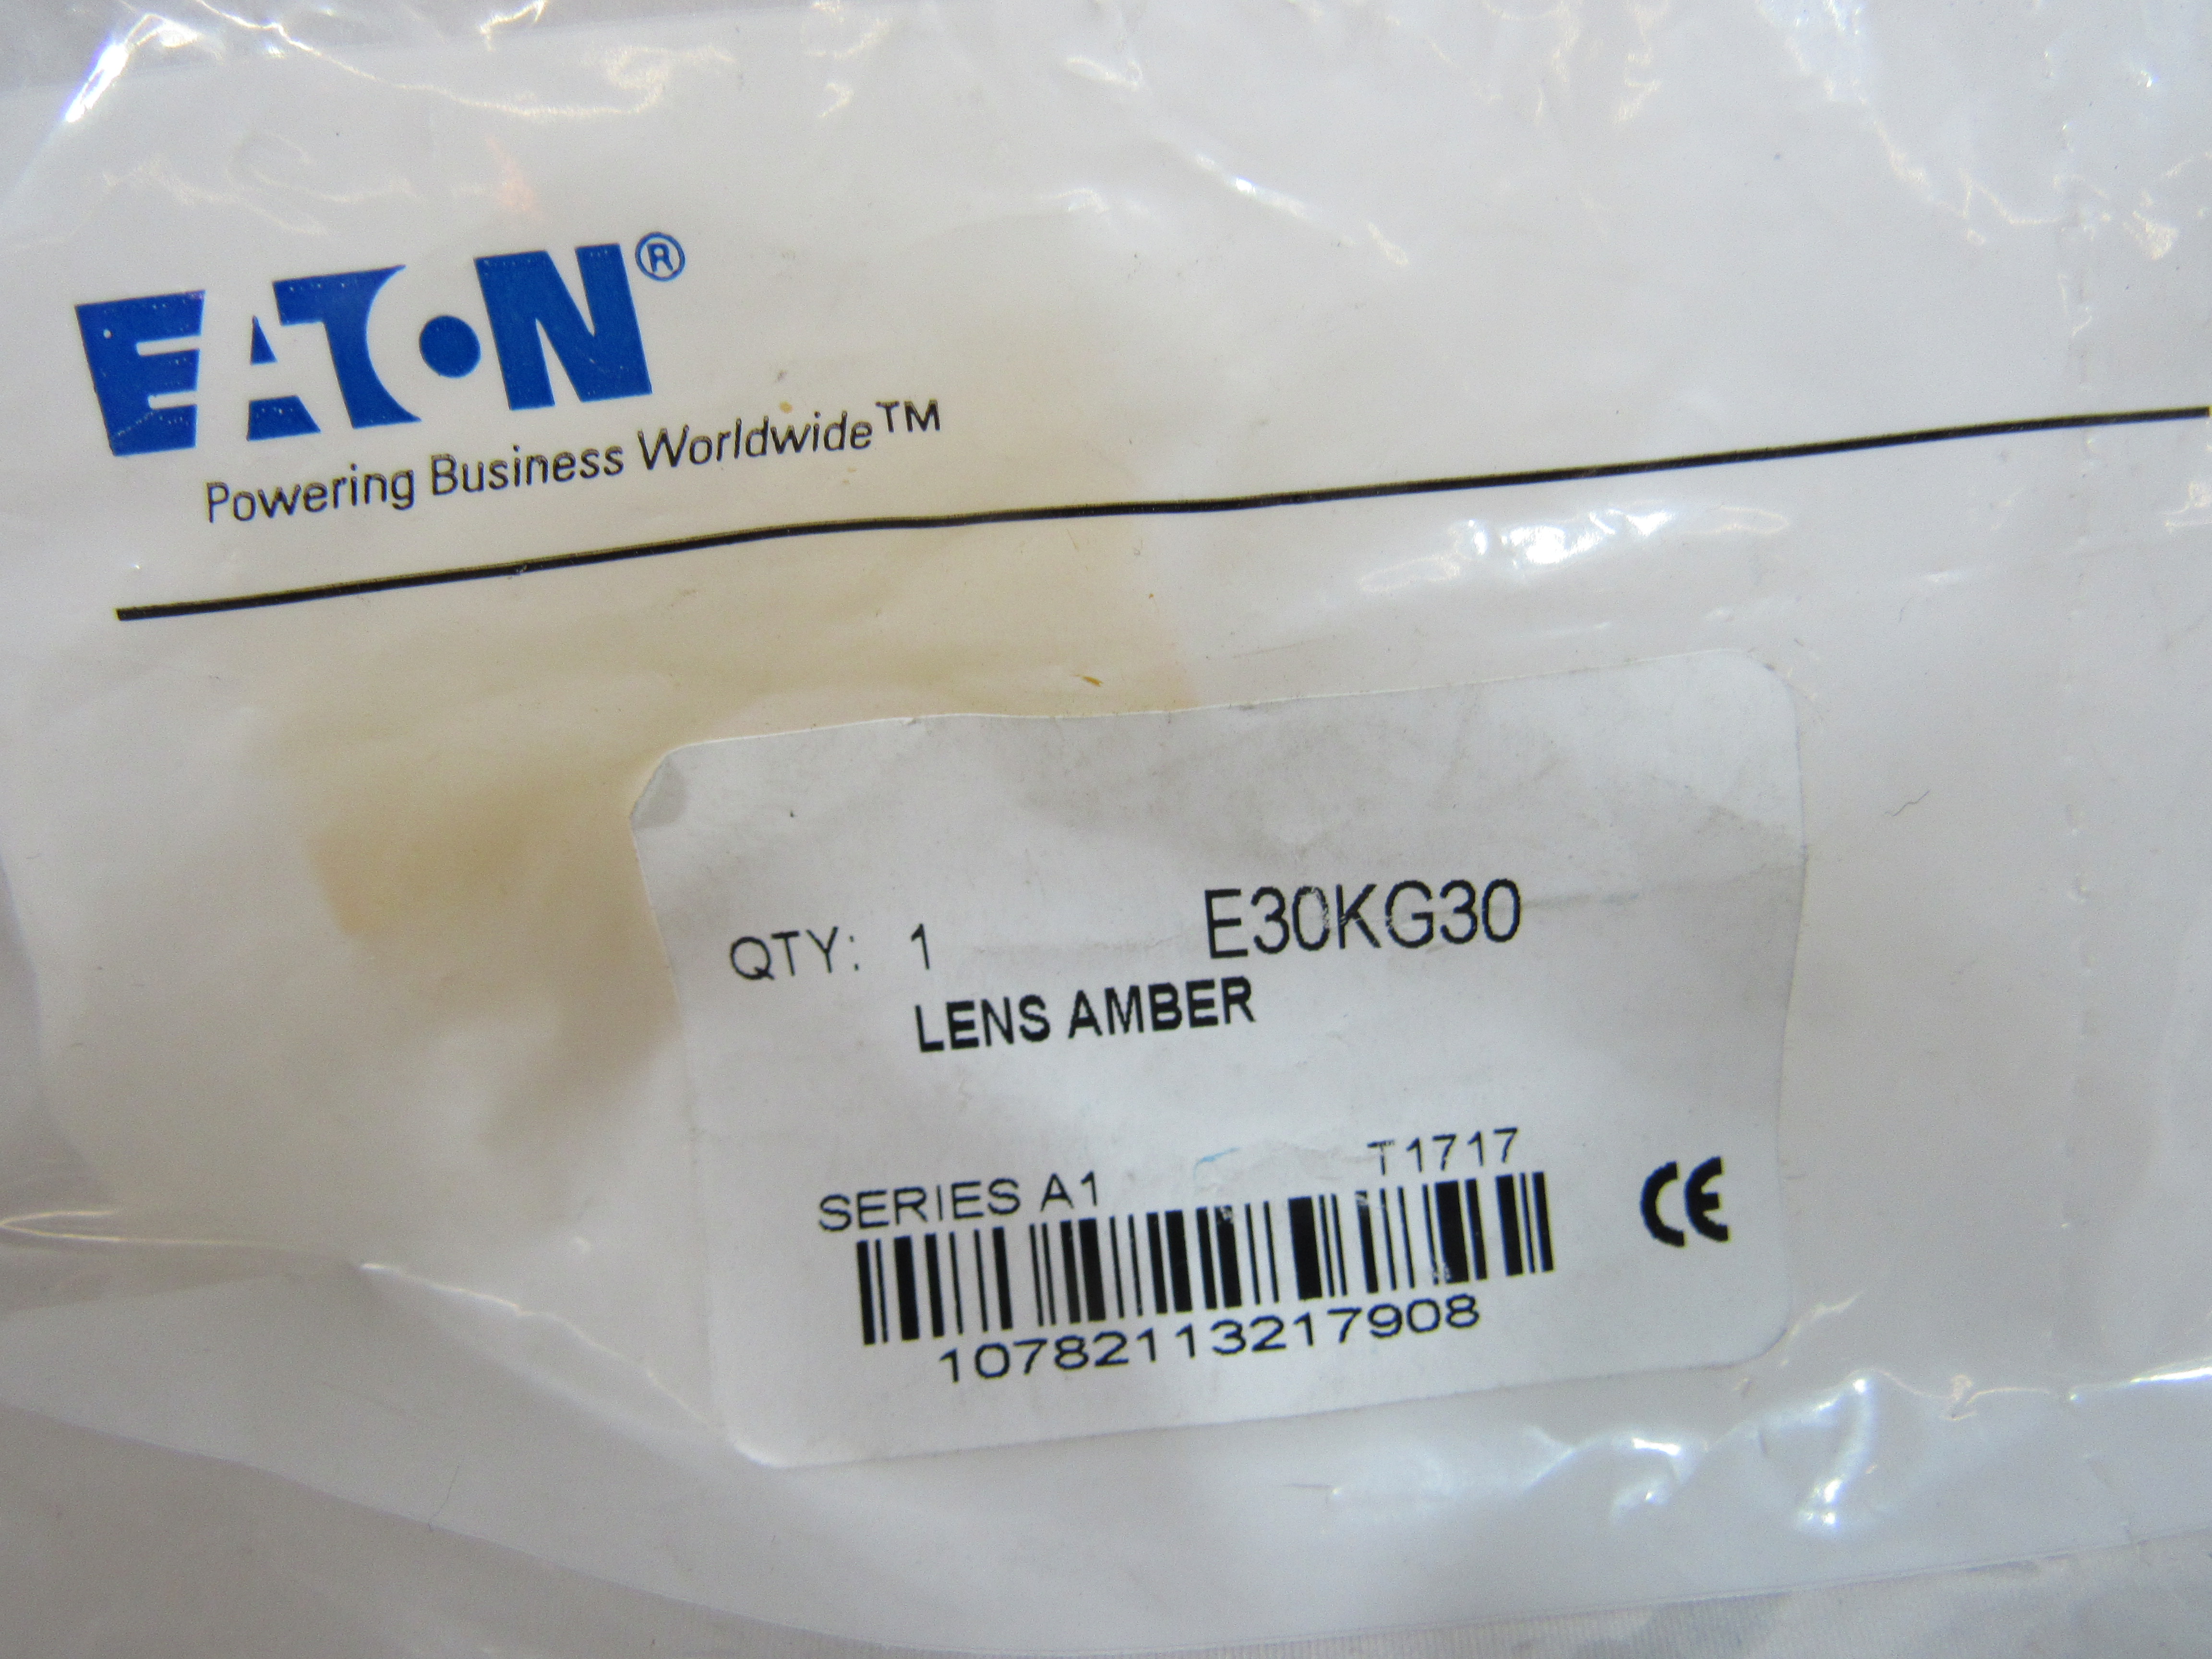 EATON®
Powering Business Worldwide™
QTY: 1 E30KG30
LENS AMBER
SERIES A1 T1717
10782113217908
CE